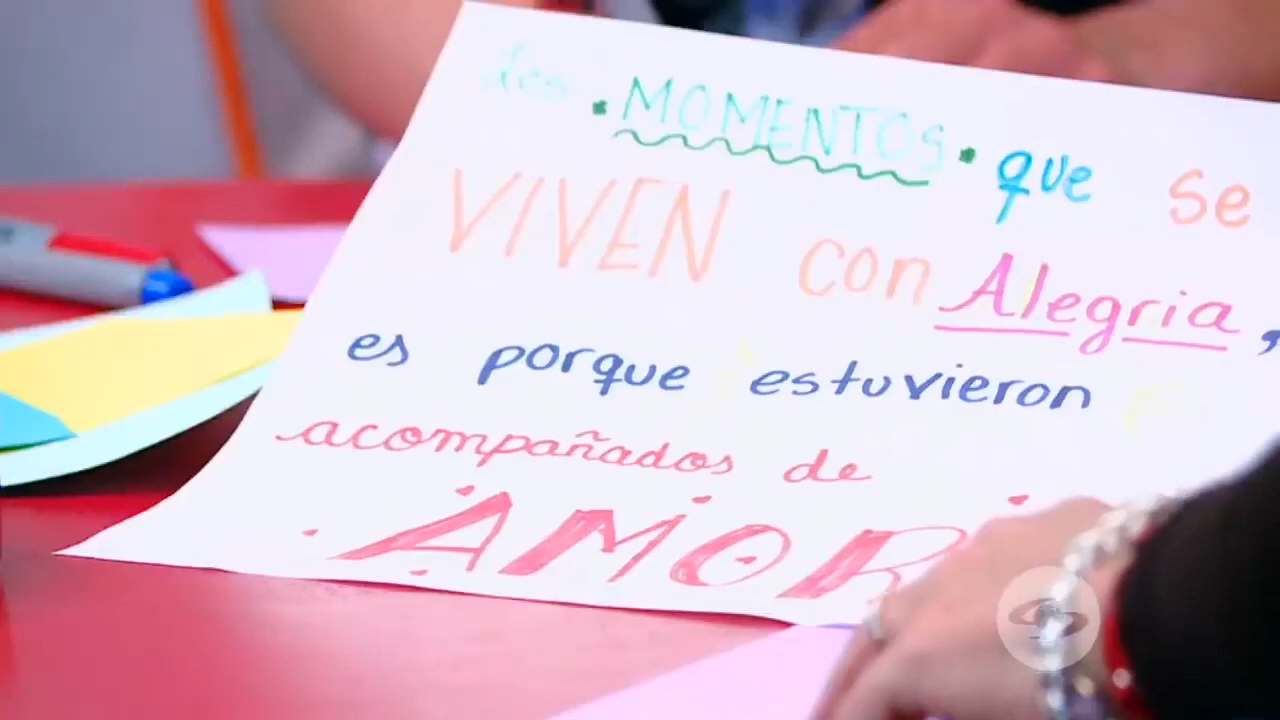 Los • MOMENTOS • que se
VIVEN con Alegria,
es porque estuvieron
acompañados de
AMOR